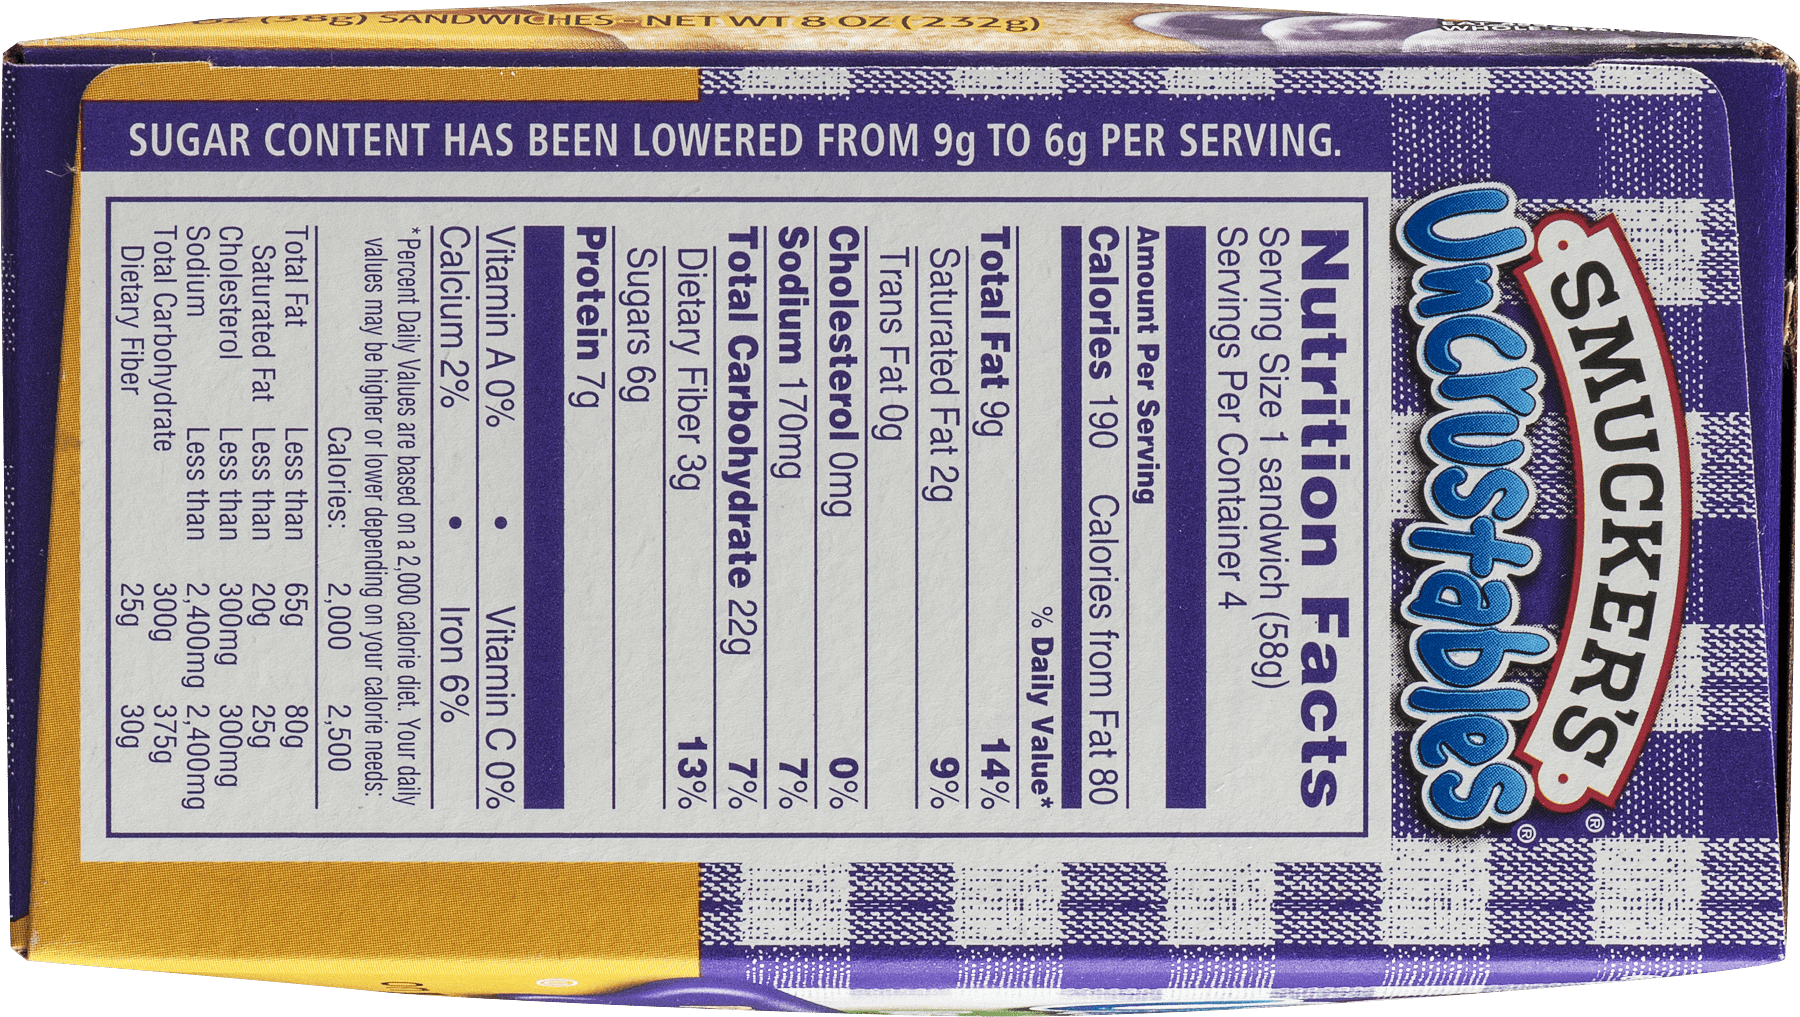 OZ (58g) SANDWICHES - NET WT 8 OZ (232g)
WHOLE GRAIN
SUGAR CONTENT HAS BEEN LOWERED FROM 9g TO 6g PER SERVING.
SMUCKER'S®
Uncrustables®
Nutrition Facts
Serving Size 1 sandwich (58g)
Servings Per Container 4
Amount Per Serving
Calories 190 Calories from Fat 80
% Daily Value*
Total Fat 9g 14%
Saturated Fat 2g 9%
Trans Fat 0g
Cholesterol 0mg 0%
Sodium 170mg 7%
Total Carbohydrate 22g 7%
Dietary Fiber 3g 13%
Sugars 6g
Protein 7g
Vitamin A 0% • Vitamin C 0%
Calcium 2% • Iron 6%
*Percent Daily Values are based on a 2,000 calorie diet. Your daily
values may be higher or lower depending on your calorie needs:
Calories: 2,000 2,500
Total Fat Less than 65g 80g
Saturated Fat Less than 20g 25g
Cholesterol Less than 300mg 300mg
Sodium Less than 2,400mg 2,400mg
Total Carbohydrate 300g 375g
Dietary Fiber 25g 30g